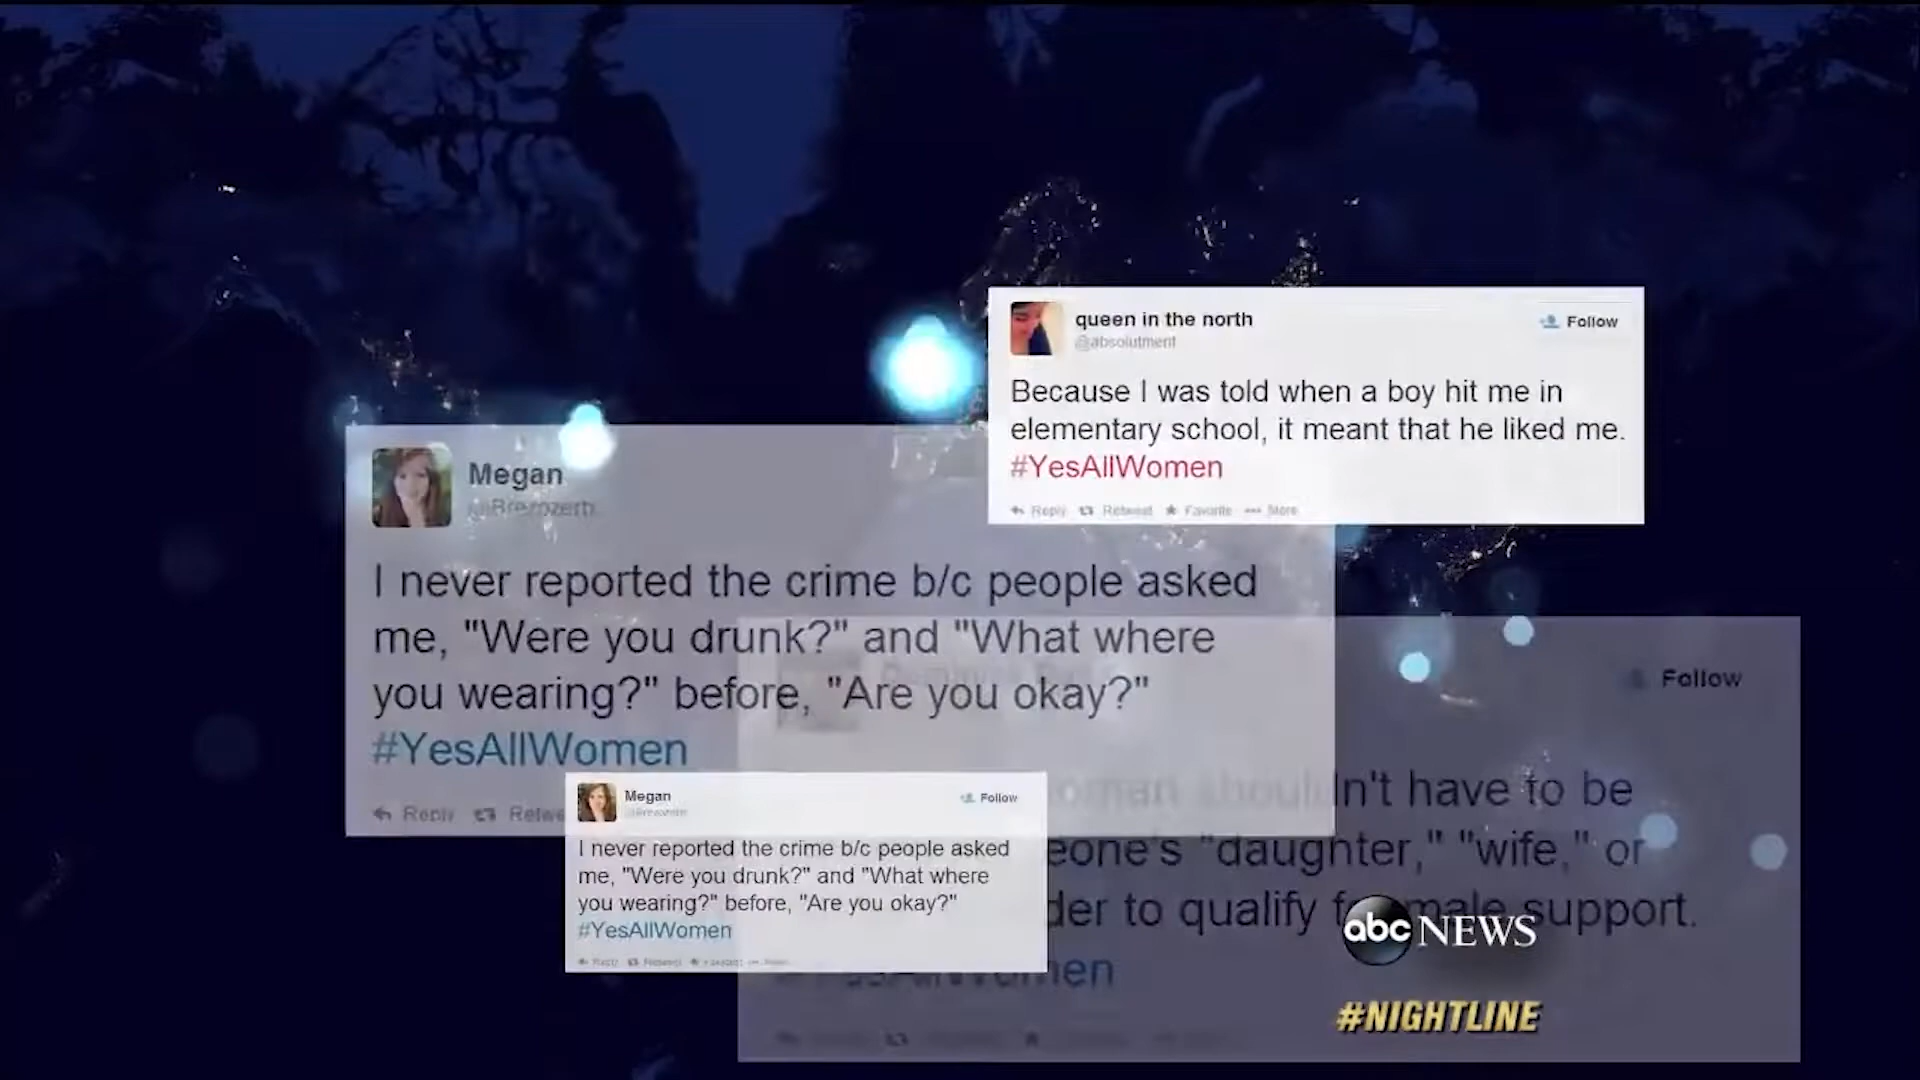 queen in the north
@absolutment
Follow
Because I was told when a boy hit me in
elementary school, it meant that he liked me.
#YesAllWomen
Reply Retweet Favorite More
Megan
I never reported the crime b/c people asked
me, "Were you drunk?" and "What where
you wearing?" before, "Are you okay?"
#YesAllWomen
Reply
Follow
woman shouldn't have to be
"daughter," "wife," or
to qualify male support.
Megan
Follow
I never reported the crime b/c people asked
me, "Were you drunk?" and "What where
you wearing?" before, "Are you okay?"
#YesAllWomen
Reply Retweet
abc NEWS
#NIGHTLINE